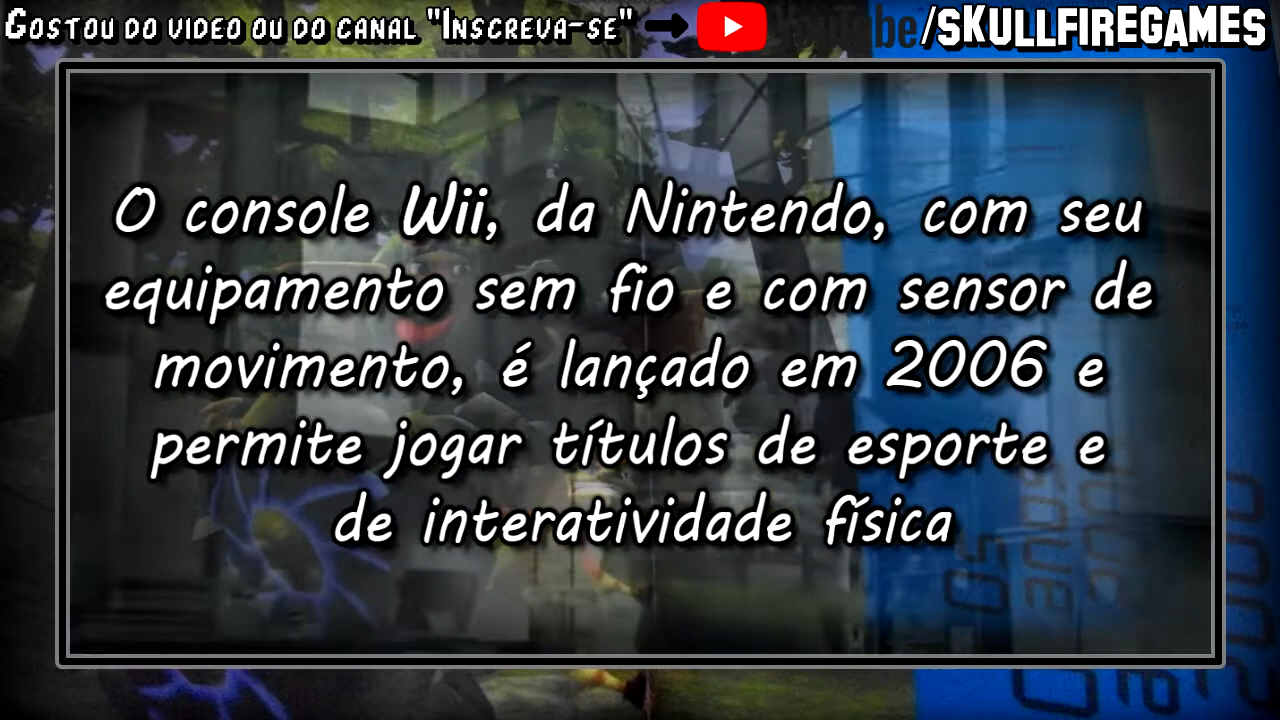 Gostou do video ou do canal "Inscreva-se" YouTube/sKullfireGames
O console Wii, da Nintendo, com seu
equipamento sem fio e com sensor de
movimento, é lançado em 2006 e
permite jogar títulos de esporte e
de interatividade física